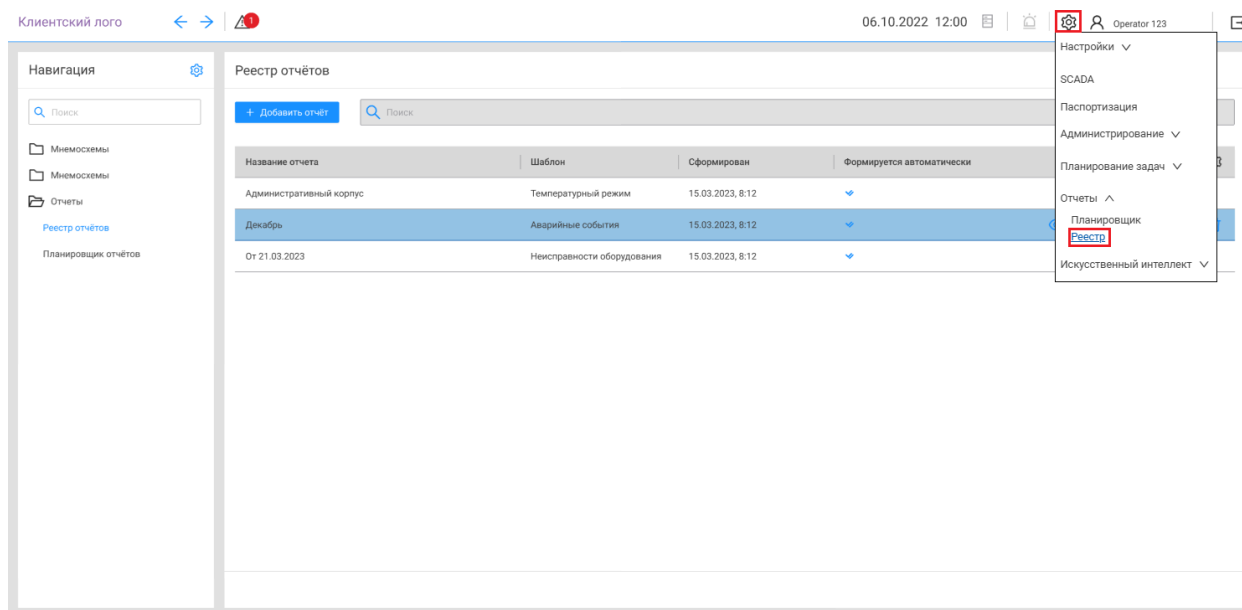 Клиентский лого
1
06.10.2022 12:00
Operator 123
Навигация
Поиск
Мнемосхемы
Мнемосхемы
Отчеты
Реестр отчётов
Планировщик отчётов
Реестр отчётов
+ Добавить отчёт
Поиск
Название отчета Шаблон Сформирован Формируется автоматически
Административный корпус Температурный режим 15.03.2023, 8:12
Декабрь Аварийные события 15.03.2023, 8:12
От 21.03.2023 Неисправности оборудования 15.03.2023, 8:12
Настройки
SCADA
Паспортизация
Администрирование
Планирование задач
Отчеты
Планировщик
Реестр
Искусственный интеллект